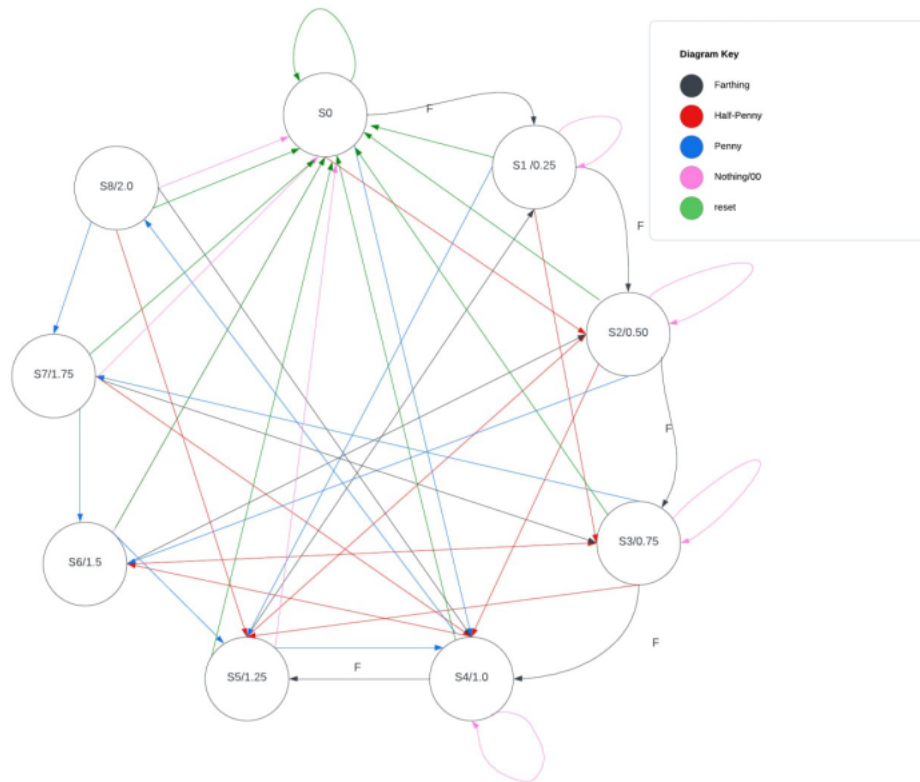 Diagram Key
Farthing
Half-Penny
Penny
Nothing/00
reset
S0
F
S1 /0.25
S8/2.0
F
S2/0.50
S7/1.75
F
S3/0.75
S6/1.5
F
S5/1.25
F
S4/1.0